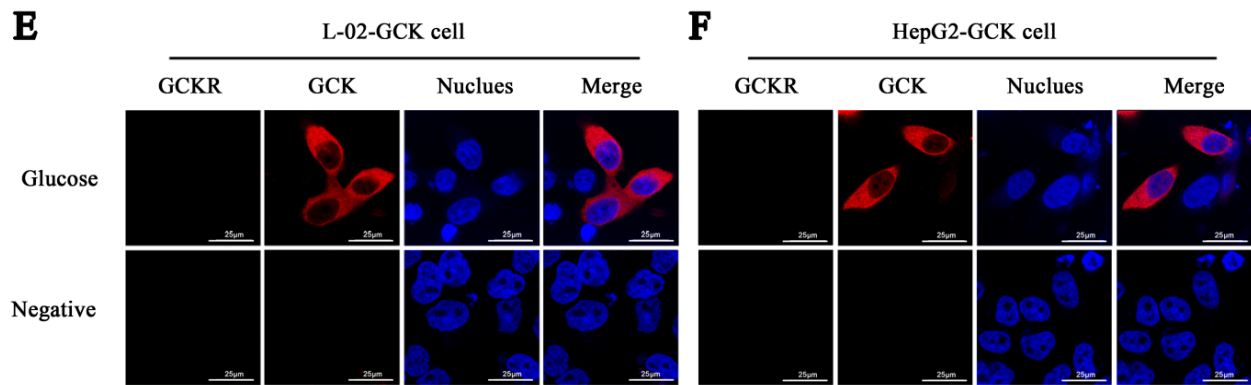 E L-02-GCK cell F HepG2-GCK cell
GCKR GCK Nuclues Merge GCKR GCK Nuclues Merge
Glucose
25μm 25μm 25μm 25μm 25μm 25μm 25μm 25μm
Negative
25μm 25μm 25μm 25μm 25μm 25μm 25μm 25μm